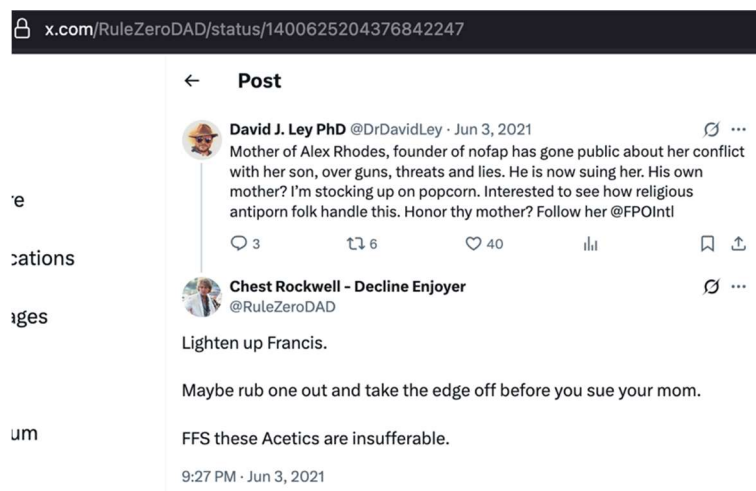 x.com/RuleZeroDAD/status/1400625204376842247
Post
David J. Ley PhD @DrDavidLey · Jun 3, 2021
Mother of Alex Rhodes, founder of nofap has gone public about her conflict
with her son, over guns, threats and lies. He is now suing her. His own
mother? I'm stocking up on popcorn. Interested to see how religious
antiporn folk handle this. Honor thy mother? Follow her @FPOIntl
3 6 40
re
cations
ages
um
Chest Rockwell - Decline Enjoyer
@RuleZeroDAD
Lighten up Francis.
Maybe rub one out and take the edge off before you sue your mom.
FFS these Acetics are insufferable.
9:27 PM · Jun 3, 2021